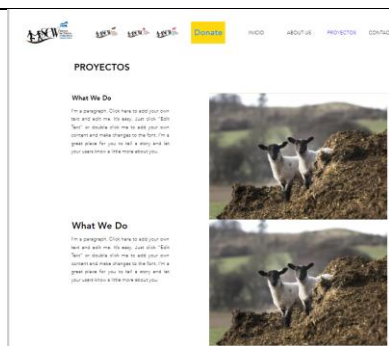 Donate
INICIO
ABOUT US
PROYECTOS
CONTAC
PROYECTOS
What We Do
I'm a paragraph. Click here to add your own
text and edit me. It's easy. Just click "Edit
Text" or double click me to add your own
content and make changes to the font. I'm a
great place for you to tell a story and let
your users know a little more about you.
What We Do
I'm a paragraph. Click here to add your own
text and edit me. It's easy. Just click "Edit
Text" or double click me to add your own
content and make changes to the font. I'm a
great place for you to tell a story and let
your users know a little more about you.